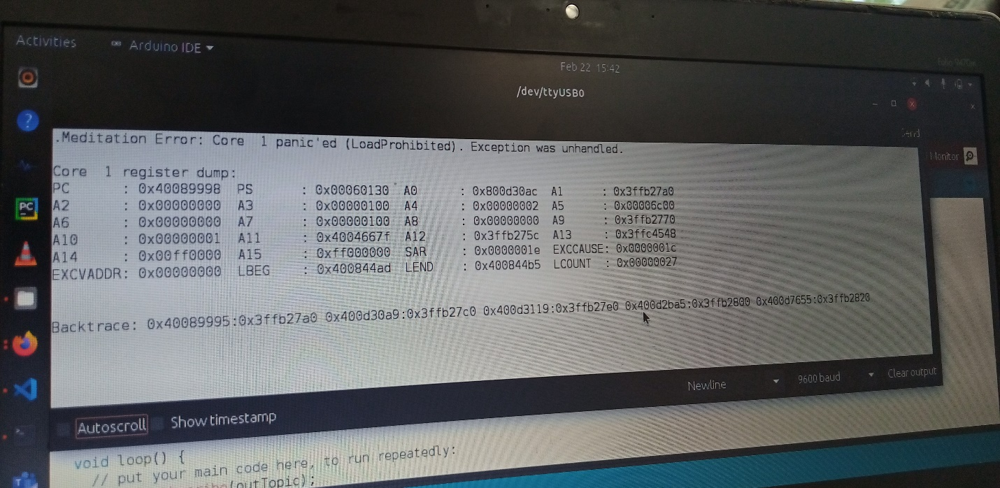 Activities
Arduino IDE
Feb 22 15:42
/dev/ttyUSB0
Send
Monitor
.Meditation Error: Core  1 panic'ed (LoadProhibited). Exception was unhandled.
Core  1 register dump:
PC      : 0x40089998  PS      : 0x00060130  A0      : 0x800d30ac  A1      : 0x3ffb27a0
A2      : 0x00000000  A3      : 0x00000100  A4      : 0x00000002  A5      : 0x00006c00
A6      : 0x00000000  A7      : 0x00000100  A8      : 0x00000000  A9      : 0x3ffb2770
A10     : 0x00000001  A11     : 0x4004667f  A12     : 0x3ffb275c  A13     : 0x3ffc4548
A14     : 0x00ff0000  A15     : 0xff000000  SAR     : 0x0000001e  EXCCAUSE: 0x0000001c
EXCVADDR: 0x00000000  LBEG    : 0x400844ad  LEND    : 0x400844b5  LCOUNT  : 0x00000027
Backtrace: 0x40089995:0x3ffb27a0 0x400d30a9:0x3ffb27c0 0x400d3119:0x3ffb27e0 0x400d2ba5:0x3ffb2800 0x400d7655:0x3ffb2820
Newline 9600 baud Clear output
Autoscroll Show timestamp
void loop() {
// put your main code here, to run repeatedly:
(outTopic);
PC